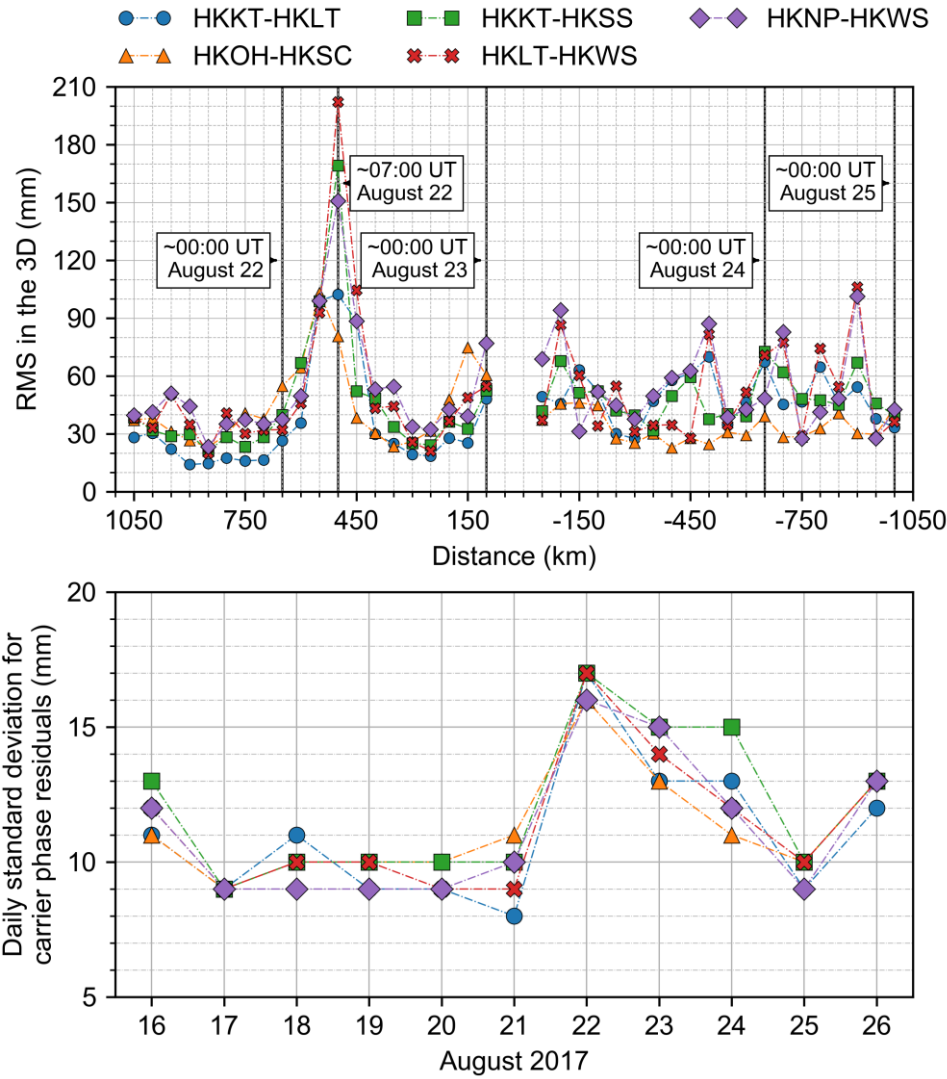 HKKT-HKLT HKKT-HKSS HKNP-HKWS
HKOH-HKSC HKLT-HKWS
210
180
150
120
90
60
30
0
RMS in the 3D (mm)
~07:00 UT
August 22
~00:00 UT
August 25
~00:00 UT
August 22
~00:00 UT
August 23
~00:00 UT
August 24
1050 750 450 150 -150 -450 -750 -1050
Distance (km)
20
15
10
5
Daily standard deviation for
carrier phase residuals (mm)
16 17 18 19 20 21 22 23 24 25 26
August 2017